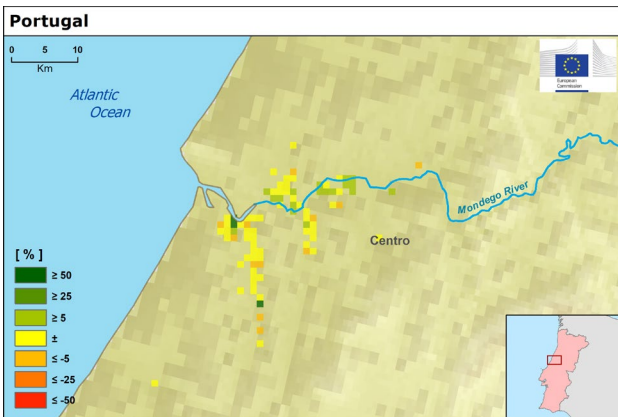 Portugal
0 5 10
Km
Atlantic
Ocean
European
Commission
Mondego River
Centro
[ % ]
≥ 50
≥ 25
≥ 5
±
≤ -5
≤ -25
≤ -50